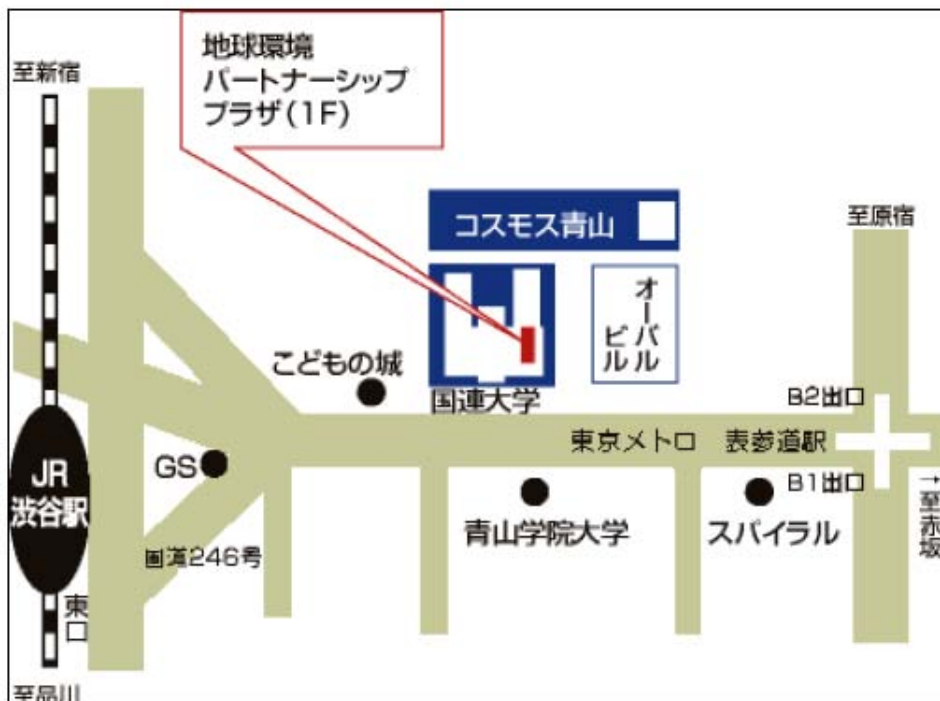 地球環境
パートナーシップ
プラザ(1F)
至新宿
コスモス青山
至原宿
オーバル
ビル
こどもの城
国連大学
B2出口
東京メトロ 表参道駅
GS
JR
渋谷駅
B1出口
→至赤坂
青山学院大学
スパイラル
国道246号
東口
至品川